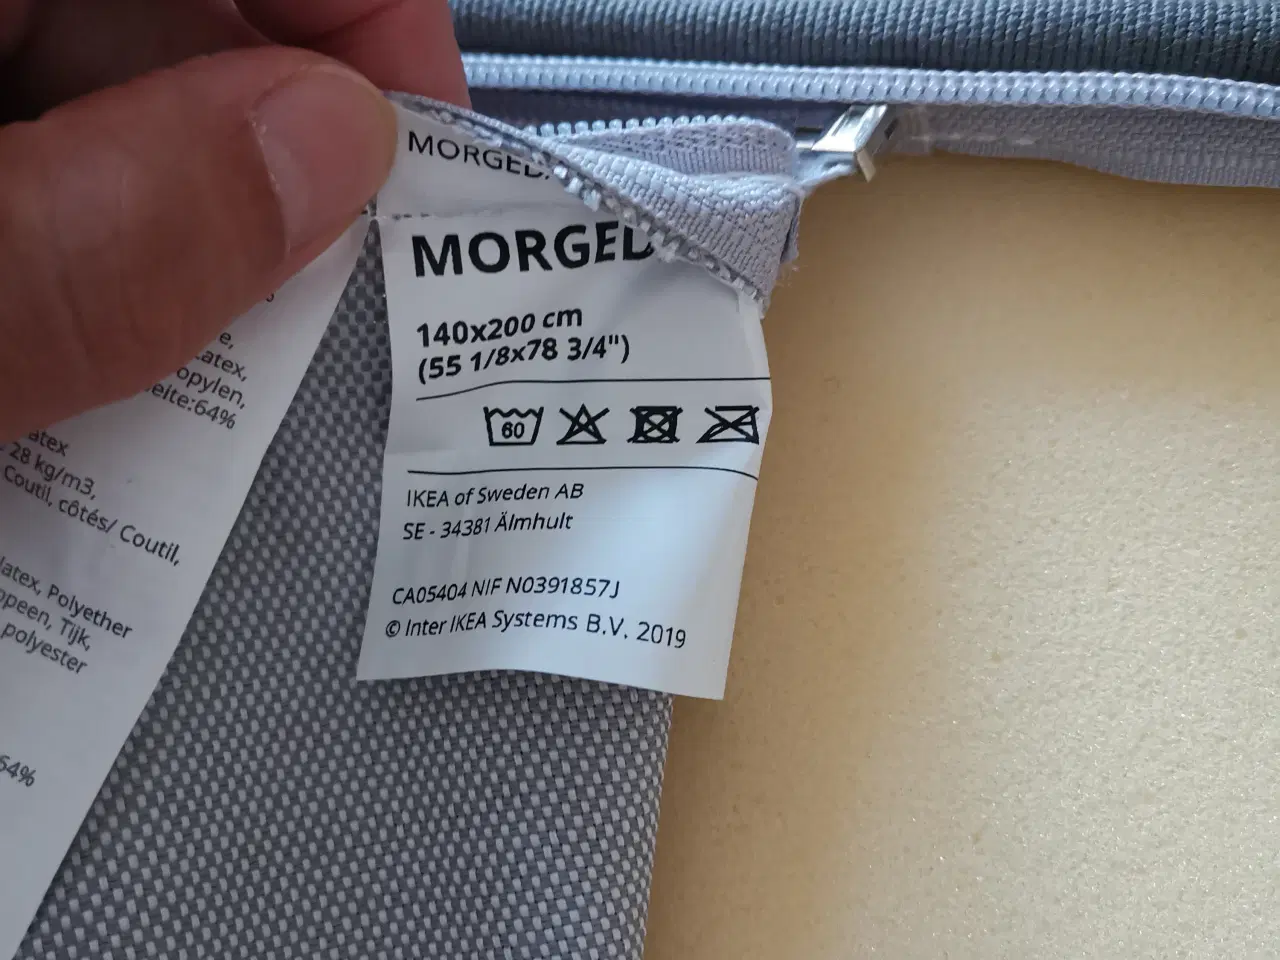 MORGED
MORGED
140x200 cm
(55 1/8x78 3/4")
60
IKEA of Sweden AB
SE - 34381 Älmhult
CA05404 NIF N0391857J
© Inter IKEA Systems B.V. 2019
%
e,
atex,
opylen,
eite:64%
atex
28 kg/m3,
Coutil, côtés/ Coutil,
latex, Polyether
opeen, Tijk,
polyester
64%